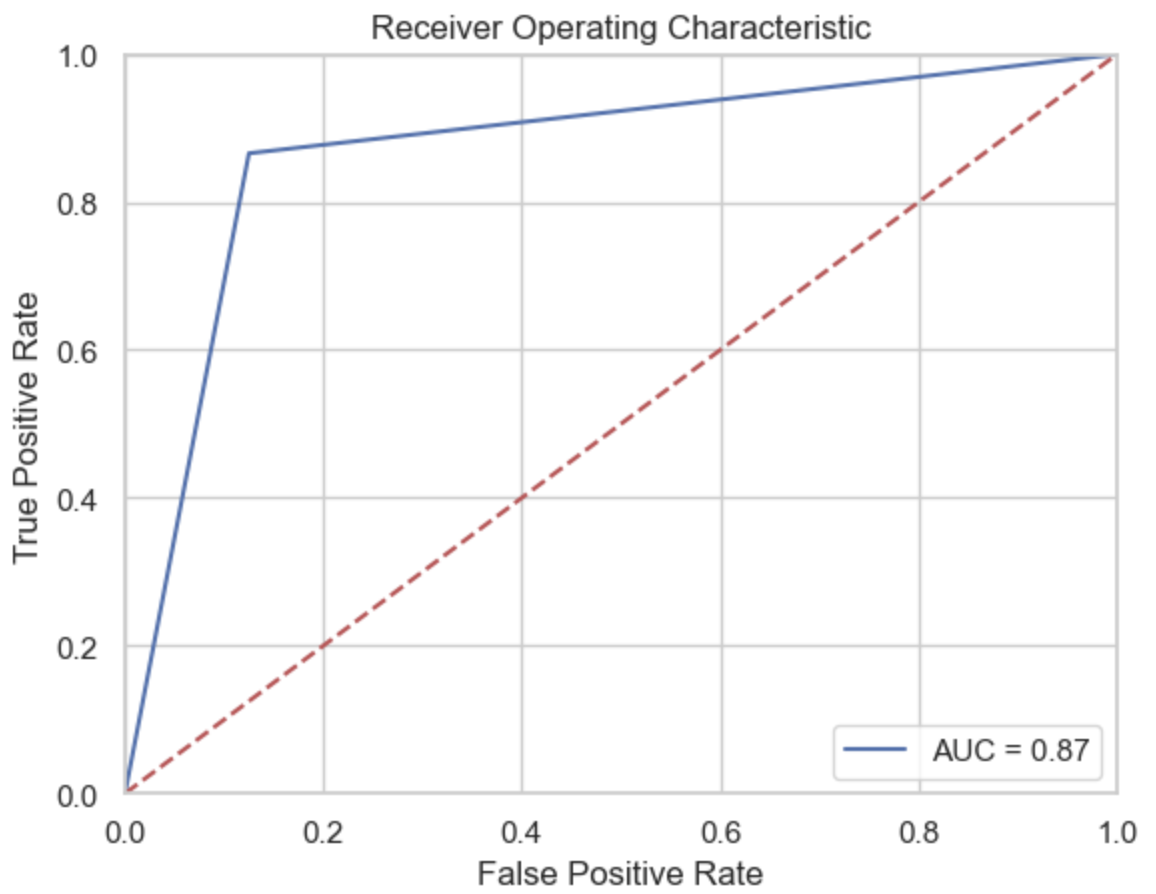 Receiver Operating Characteristic
1.0
0.8
0.6
0.4
0.2
0.0
True Positive Rate
AUC = 0.87
0.0 0.2 0.4 0.6 0.8 1.0
False Positive Rate